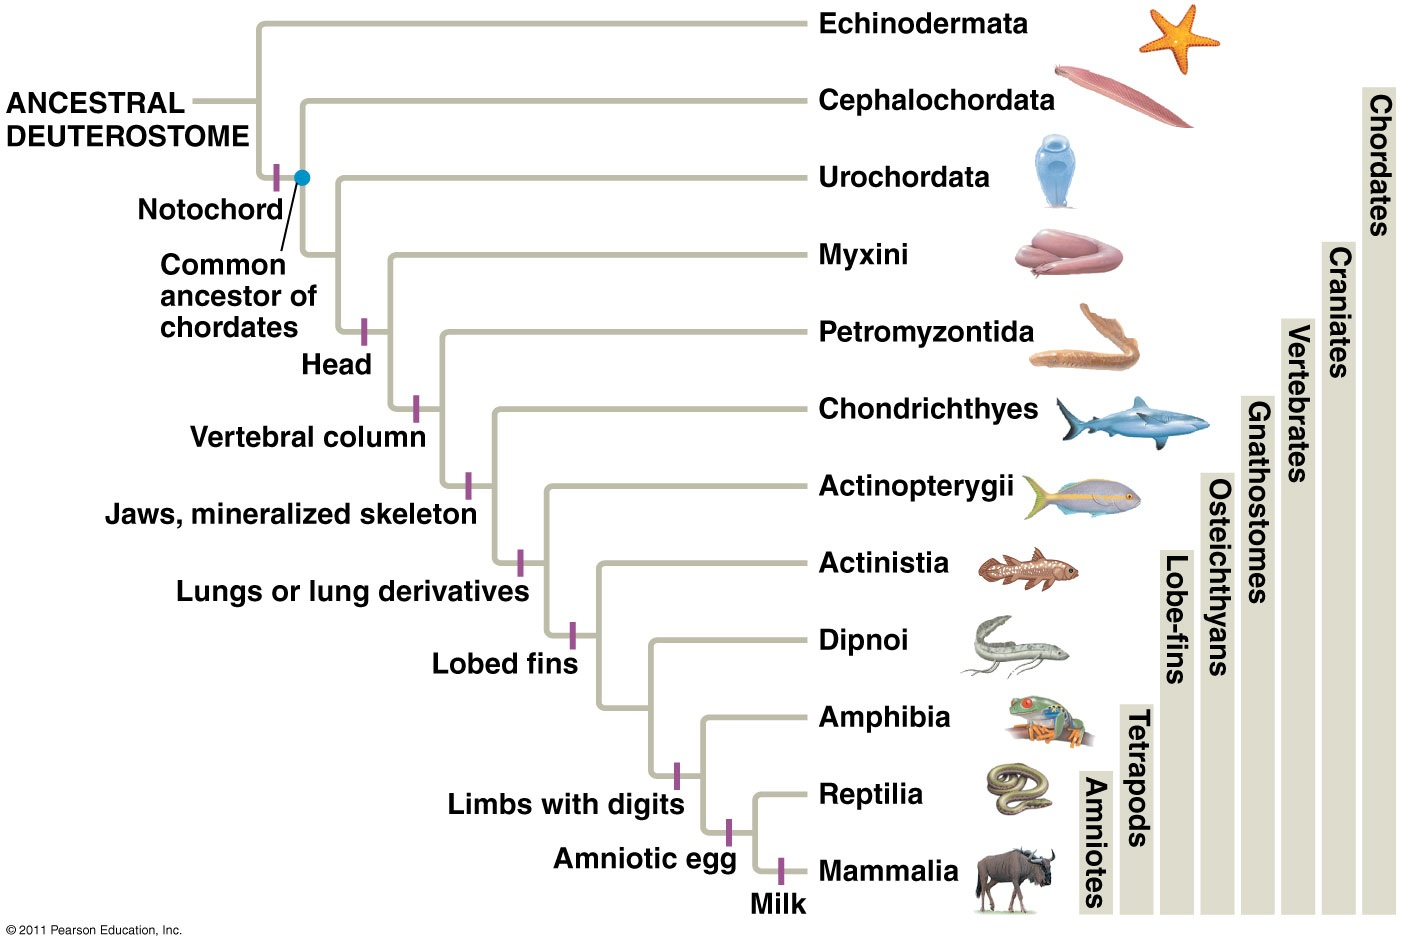 Echinodermata
ANCESTRAL
DEUTEROSTOME
Cephalochordata
Urochordata
Notochord
Common
ancestor of
chordates
Myxini
Head
Petromyzontida
Vertebral column
Chondrichthyes
Jaws, mineralized skeleton
Actinopterygii
Lungs or lung derivatives
Actinistia
Lobed fins
Dipnoi
Amphibia
Limbs with digits
Reptilia
Amniotic egg
Mammalia
Milk
Amniotes
Tetrapods
Lobe-fins
Osteichthyans
Gnathostomes
Vertebrates
Craniates
Chordates
© 2011 Pearson Education, Inc.